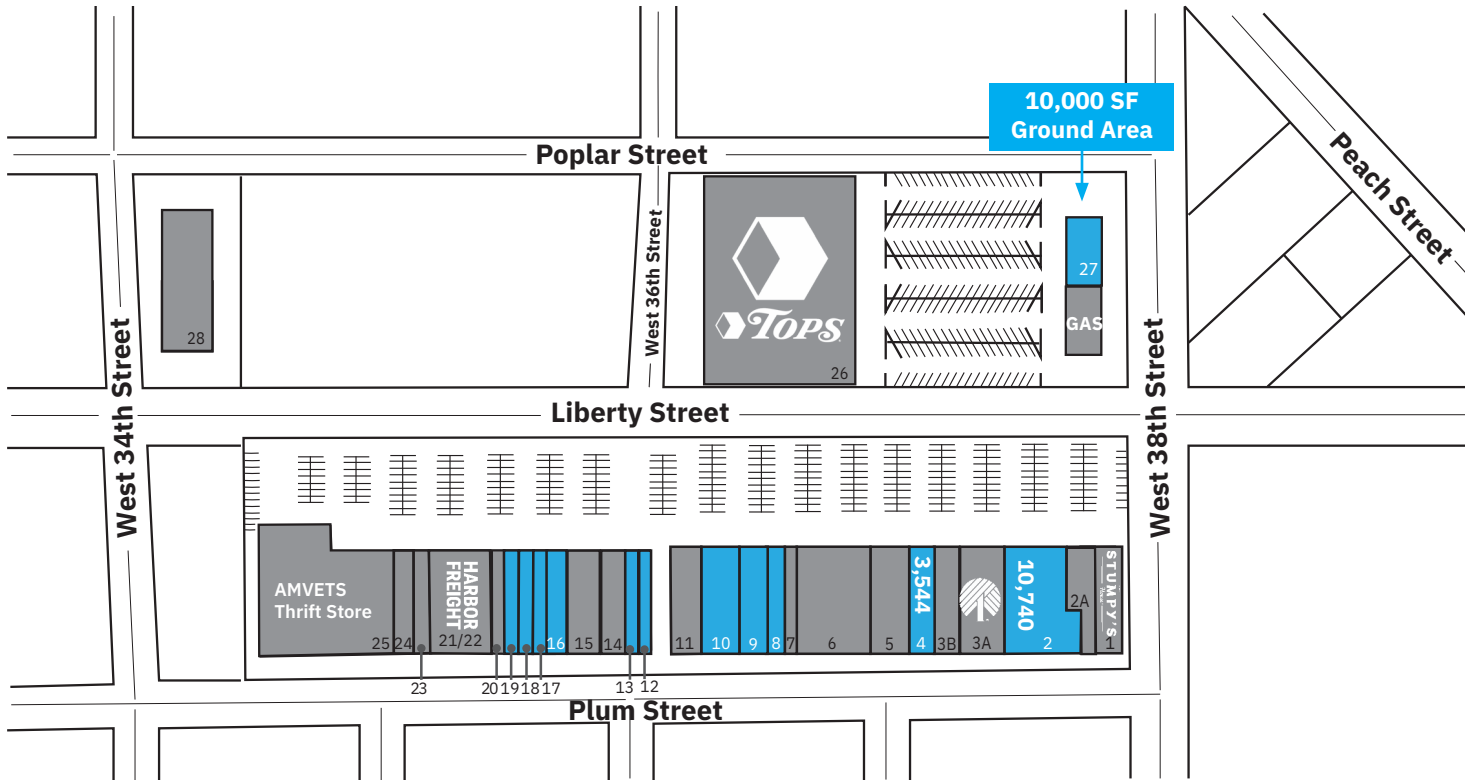 10,000 SF
Ground Area
Poplar Street
Peach Street
West 36th Street
27
GAS
TOPS
28
26
West 34th Street
Liberty Street
West 38th Street
AMVETS
Thrift Store
HARBOR
FREIGHT
3,544
10,740
STUMPY'S
2A
25
24
21/22
16
15
14
11
10
9
8
7
6
5
4
3B
3A
2
1
23
20
19
18
17
13
12
Plum Street